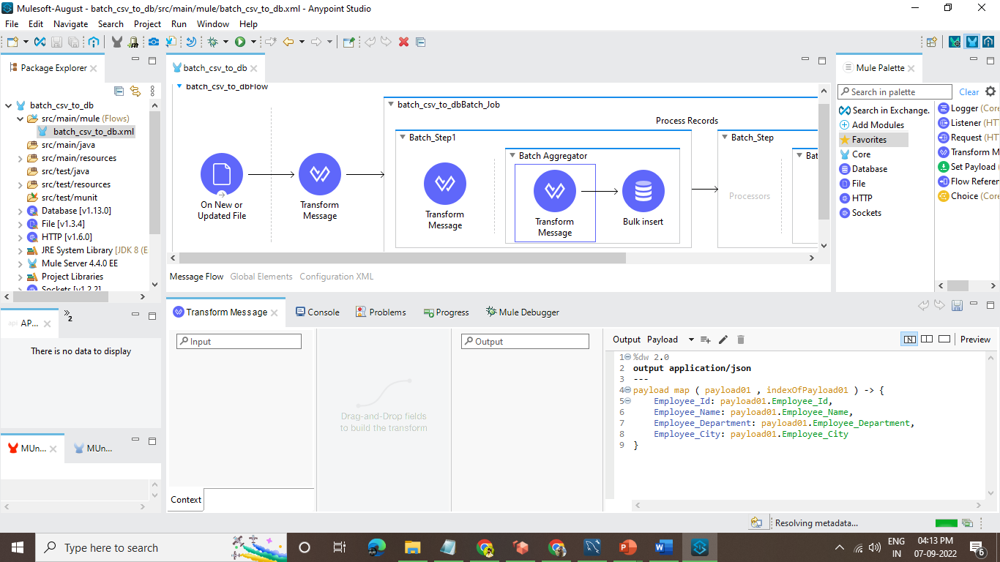 Mulesoft-August - batch_csv_to_db/src/main/mule/batch_csv_to_db.xml - Anypoint Studio
File Edit Navigate Search Project Run Window Help
Package Explorer
batch_csv_to_db
src/main/mule (Flows)
batch_csv_to_db.xml
src/main/java
src/main/resources
src/test/java
src/test/resources
src/test/munit
Database [v1.13.0]
File [v1.3.4]
HTTP [v1.6.0]
JRE System Library [JDK 8 (E
Mule Server 4.4.0 EE
Project Libraries
Sockets [v1.2.2]
AP...
2
There is no data to display
MUn...
MUn...
batch_csv_to_db
batch_csv_to_dbFlow
batch_csv_to_dbBatch_Job
Process Records
Batch_Step1
Batch_Step
Batch Aggregator
Bat
On New or
Updated File
Transform
Message
Transform
Message
Transform
Message
Bulk insert
Processors
Message Flow Global Elements Configuration XML
Mule Palette
Search in palette
Clear
Search in Exchange.
Add Modules
Favorites
Core
Database
File
HTTP
Sockets
Logger (Core
Listener (HT
Request (HT
Transform M
Set Payload (
Flow Referen
Choice (Core
Transform Message
Console
Problems
Progress
Mule Debugger
Input
Output
Drag-and-Drop fields
to build the transform
Context
Output Payload
Preview
1 %dw 2.0
2 output application/json
3 ---
4 payload map ( payload01 , indexOfPayload01 ) -> {
5 Employee_Id: payload01.Employee_Id,
6 Employee_Name: payload01.Employee_Name,
7 Employee_Department: payload01.Employee_Department,
8 Employee_City: payload01.Employee_City
9 }
Resolving metadata...
Type here to search
ENG
IN
04:13 PM
07-09-2022
6